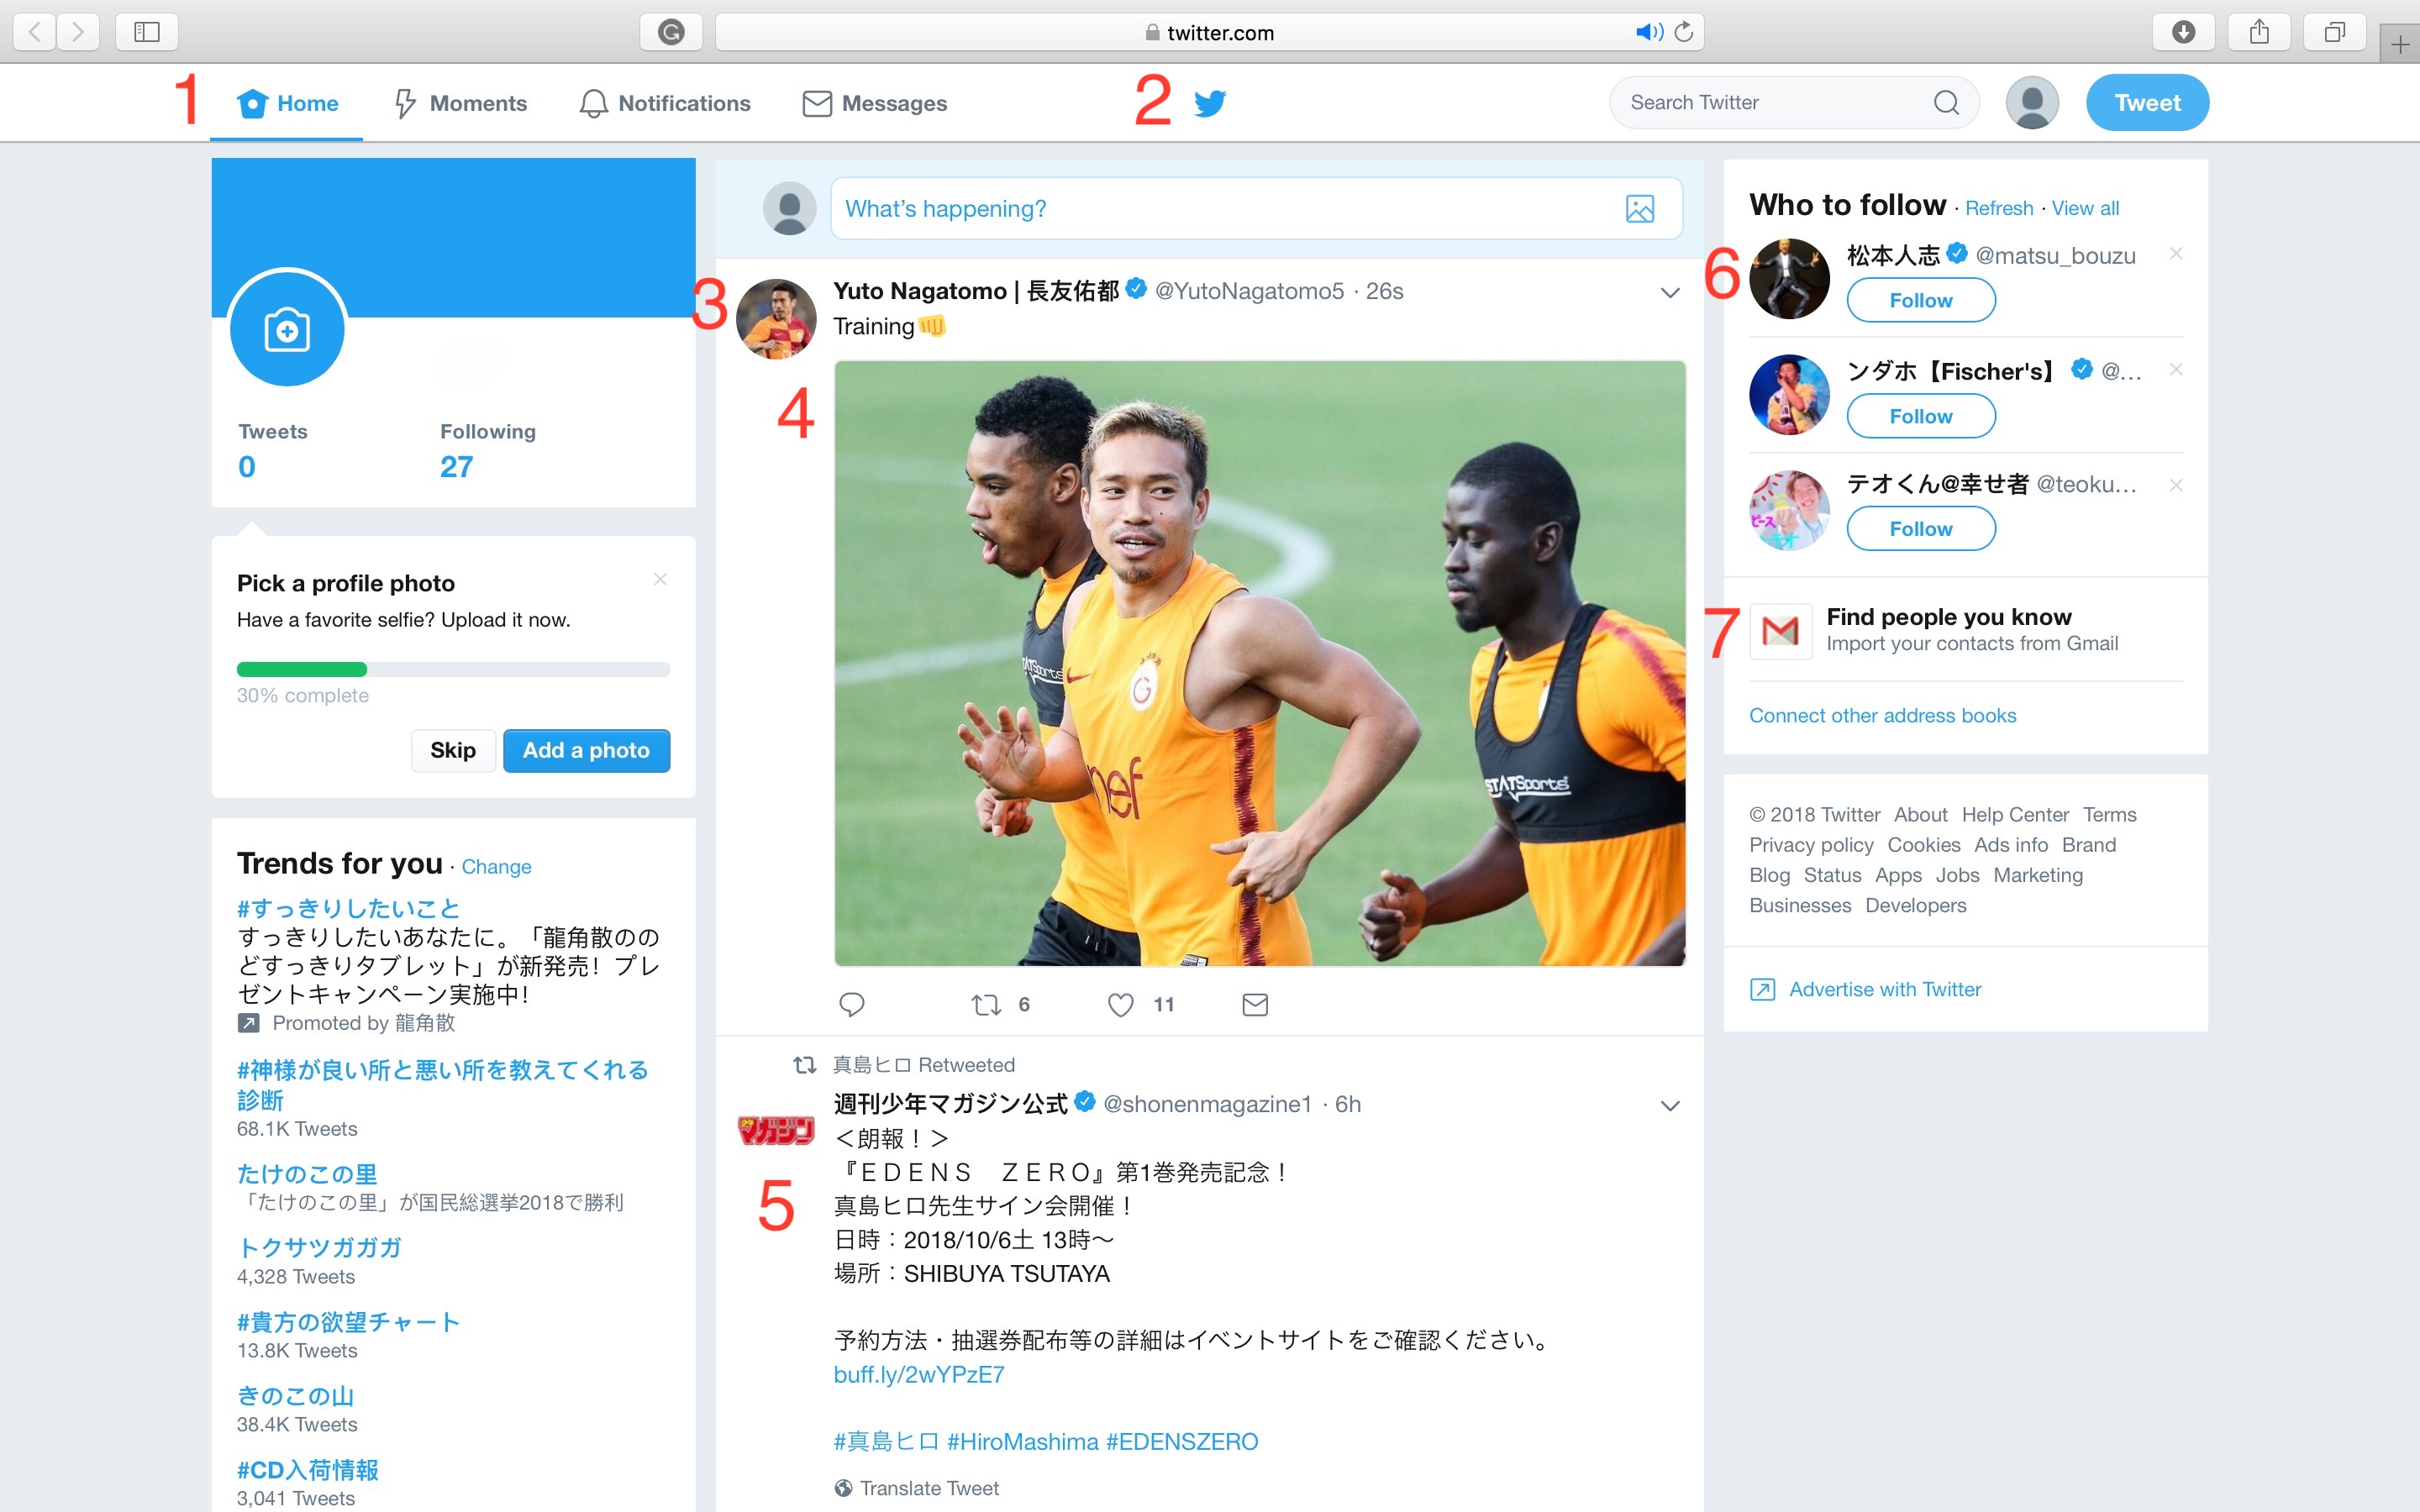 twitter.com
1 Home Moments Notifications Messages 2 Search Twitter Tweet
Tweets Following
0 27
Pick a profile photo
Have a favorite selfie? Upload it now.
30% complete
Skip Add a photo
Trends for you · Change
#すっきりしたいこと
すっきりしたいあなたに。「龍角散のの
どすっきりタブレット」が新発売！プレ
ゼントキャンペーン実施中！
Promoted by 龍角散
#神様が良い所と悪い所を教えてくれる
診断
68.1K Tweets
たけのこの里
「たけのこの里」が国民総選挙2018で勝利
トクサツガガガ
4,328 Tweets
#貴方の欲望チャート
13.8K Tweets
きのこの山
38.4K Tweets
#CD入荷情報
3,041 Tweets
What's happening?
3 Yuto Nagatomo | 長友佑都 @YutoNagatomo5 · 26s
Training
4
STATSports
nef
STATSports
6 11
真島ヒロ Retweeted
週刊少年マガジン公式 @shonenmagazine1 · 6h
マガジン
5
＜朗報！＞
『ＥＤＥＮＳ　ＺＥＲＯ』第1巻発売記念！
真島ヒロ先生サイン会開催！
日時：2018/10/6土 13時〜
場所：SHIBUYA TSUTAYA
予約方法・抽選券配布等の詳細はイベントサイトをご確認ください。
buff.ly/2wYPzE7
#真島ヒロ #HiroMashima #EDENSZERO
Translate Tweet
Who to follow · Refresh · View all
6 松本人志 @matsu_bouzu
Follow
ンダホ【Fischer's】 @...
Follow
テオくん@幸せ者 @teoku...
ピース
Follow
7 Find people you know
Import your contacts from Gmail
Connect other address books
© 2018 Twitter About Help Center Terms
Privacy policy Cookies Ads info Brand
Blog Status Apps Jobs Marketing
Businesses Developers
Advertise with Twitter